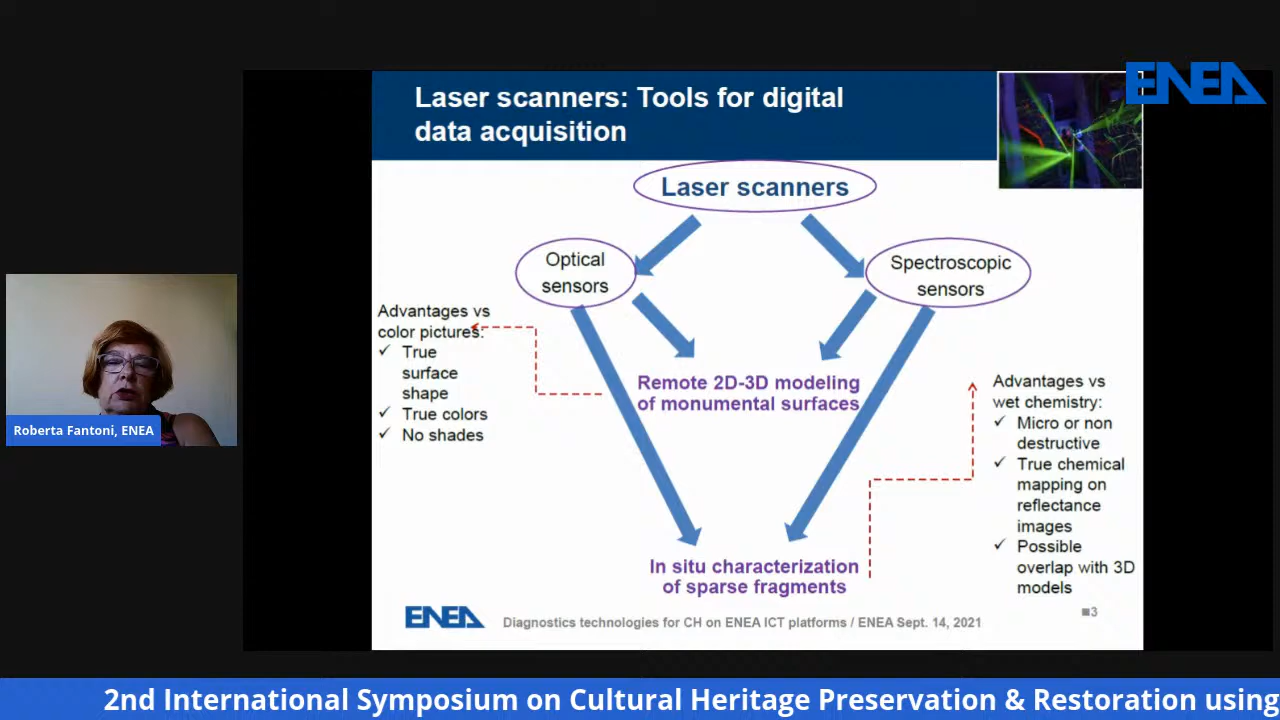 ENEA
Laser scanners: Tools for digital
data acquisition
Laser scanners
Optical
sensors
Spectroscopic
sensors
Advantages vs
color pictures:
✓ True
surface
shape
✓ True colors
✓ No shades
Remote 2D-3D modeling
of monumental surfaces
Advantages vs
wet chemistry:
✓ Micro or non
destructive
✓ True chemical
mapping on
reflectance
images
✓ Possible
overlap with 3D
models
In situ characterization
of sparse fragments
ENEA
Diagnostics technologies for CH on ENEA ICT platforms / ENEA Sept. 14, 2021
3
Roberta Fantoni, ENEA
2nd International Symposium on Cultural Heritage Preservation & Restoration using